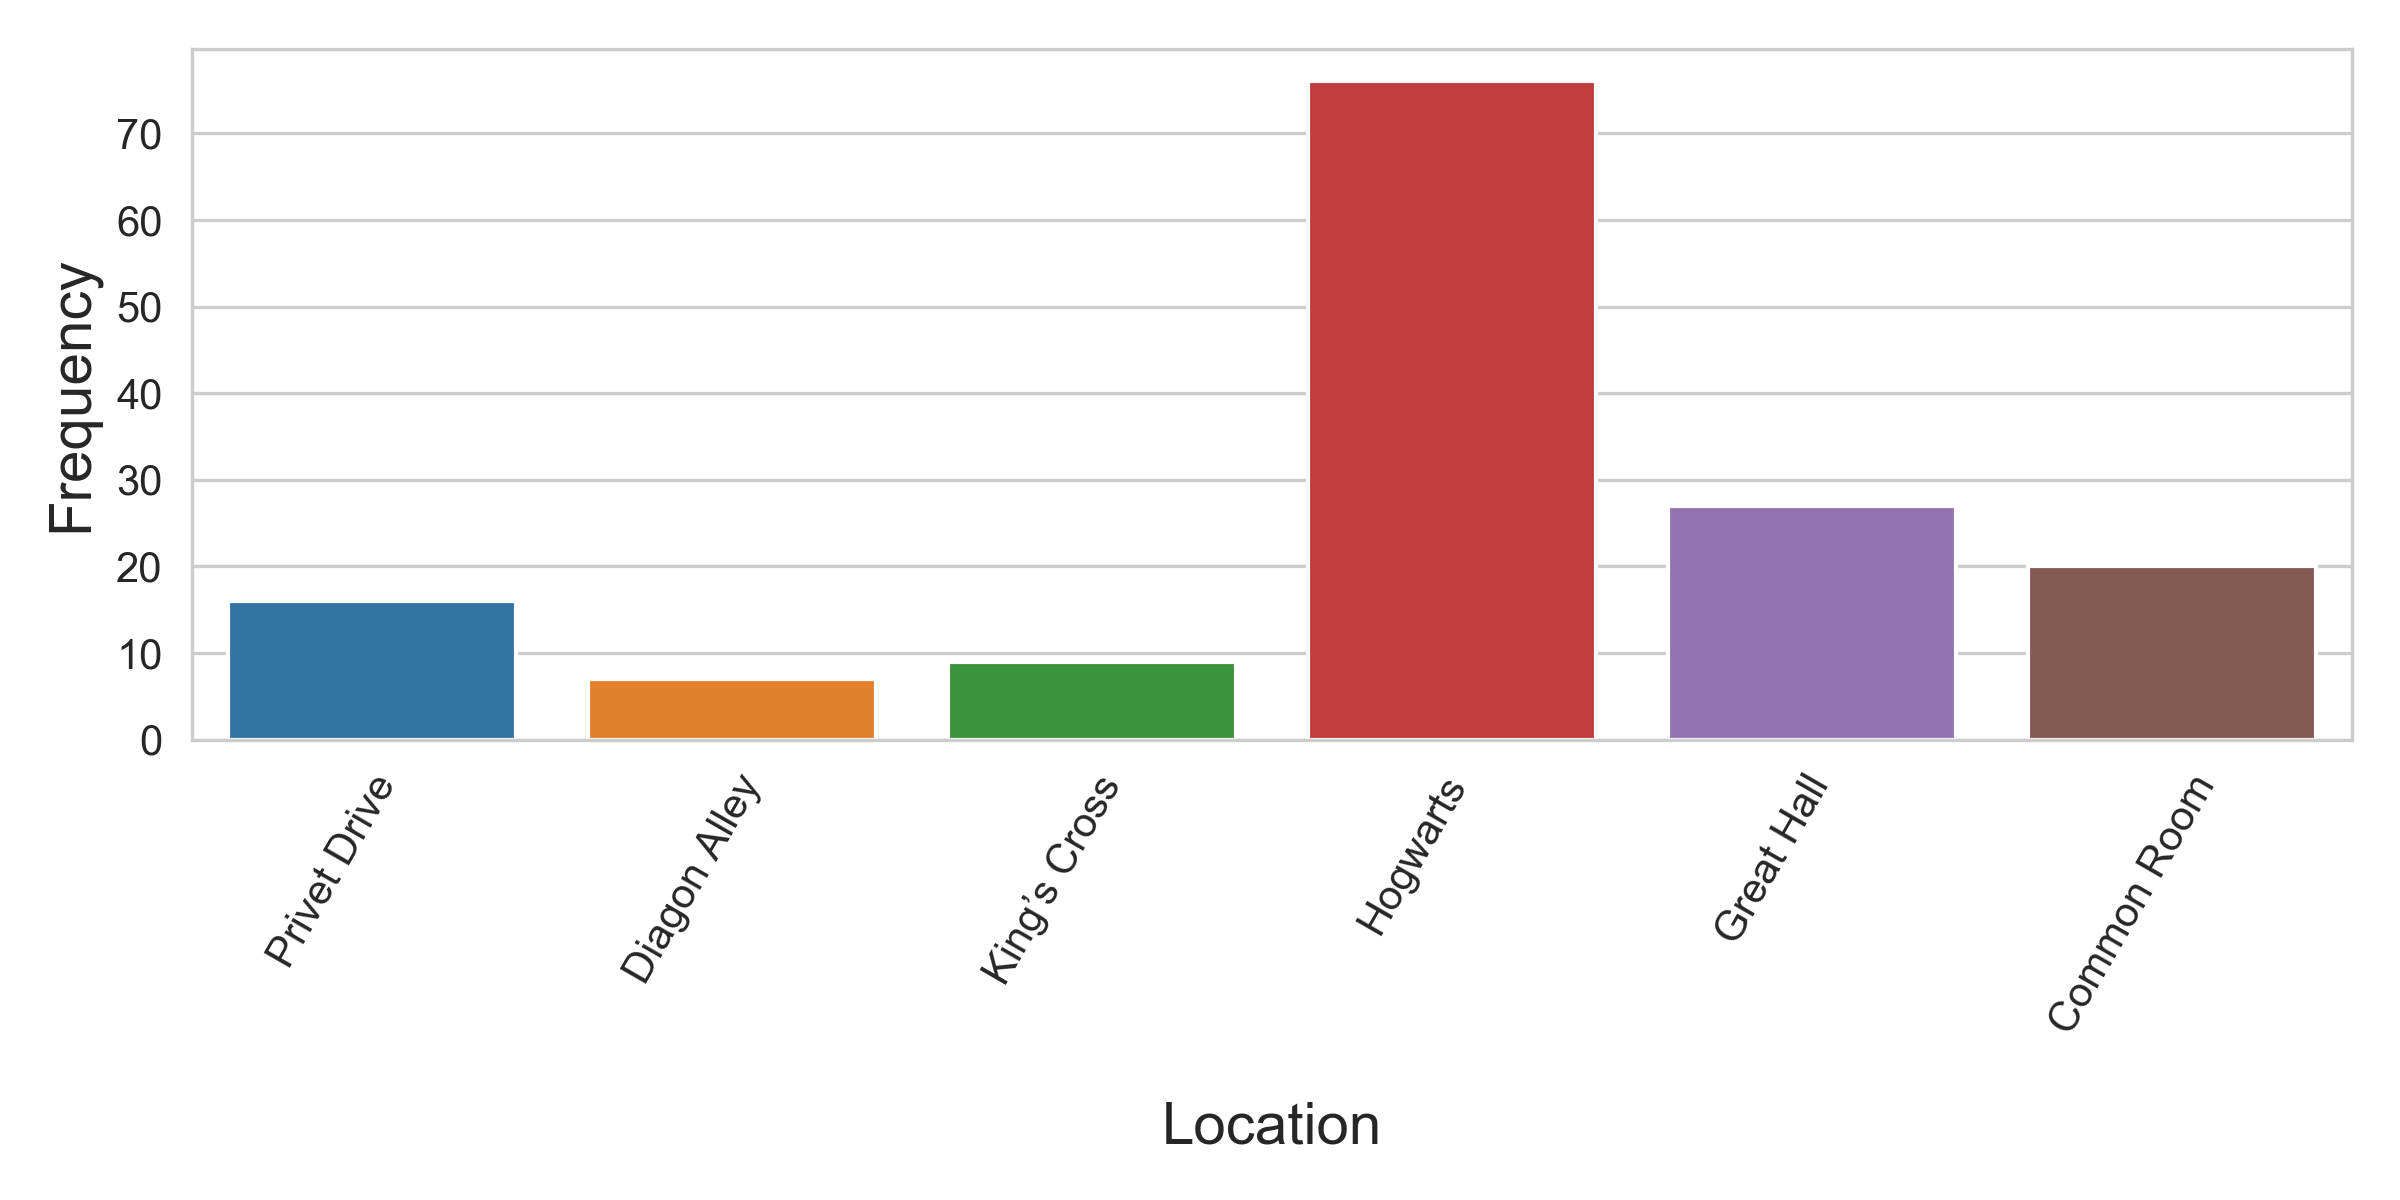 Frequency
70
60
50
40
30
20
10
0
Privet Drive
Diagon Alley
King’s Cross
Hogwarts
Great Hall
Common Room
Location